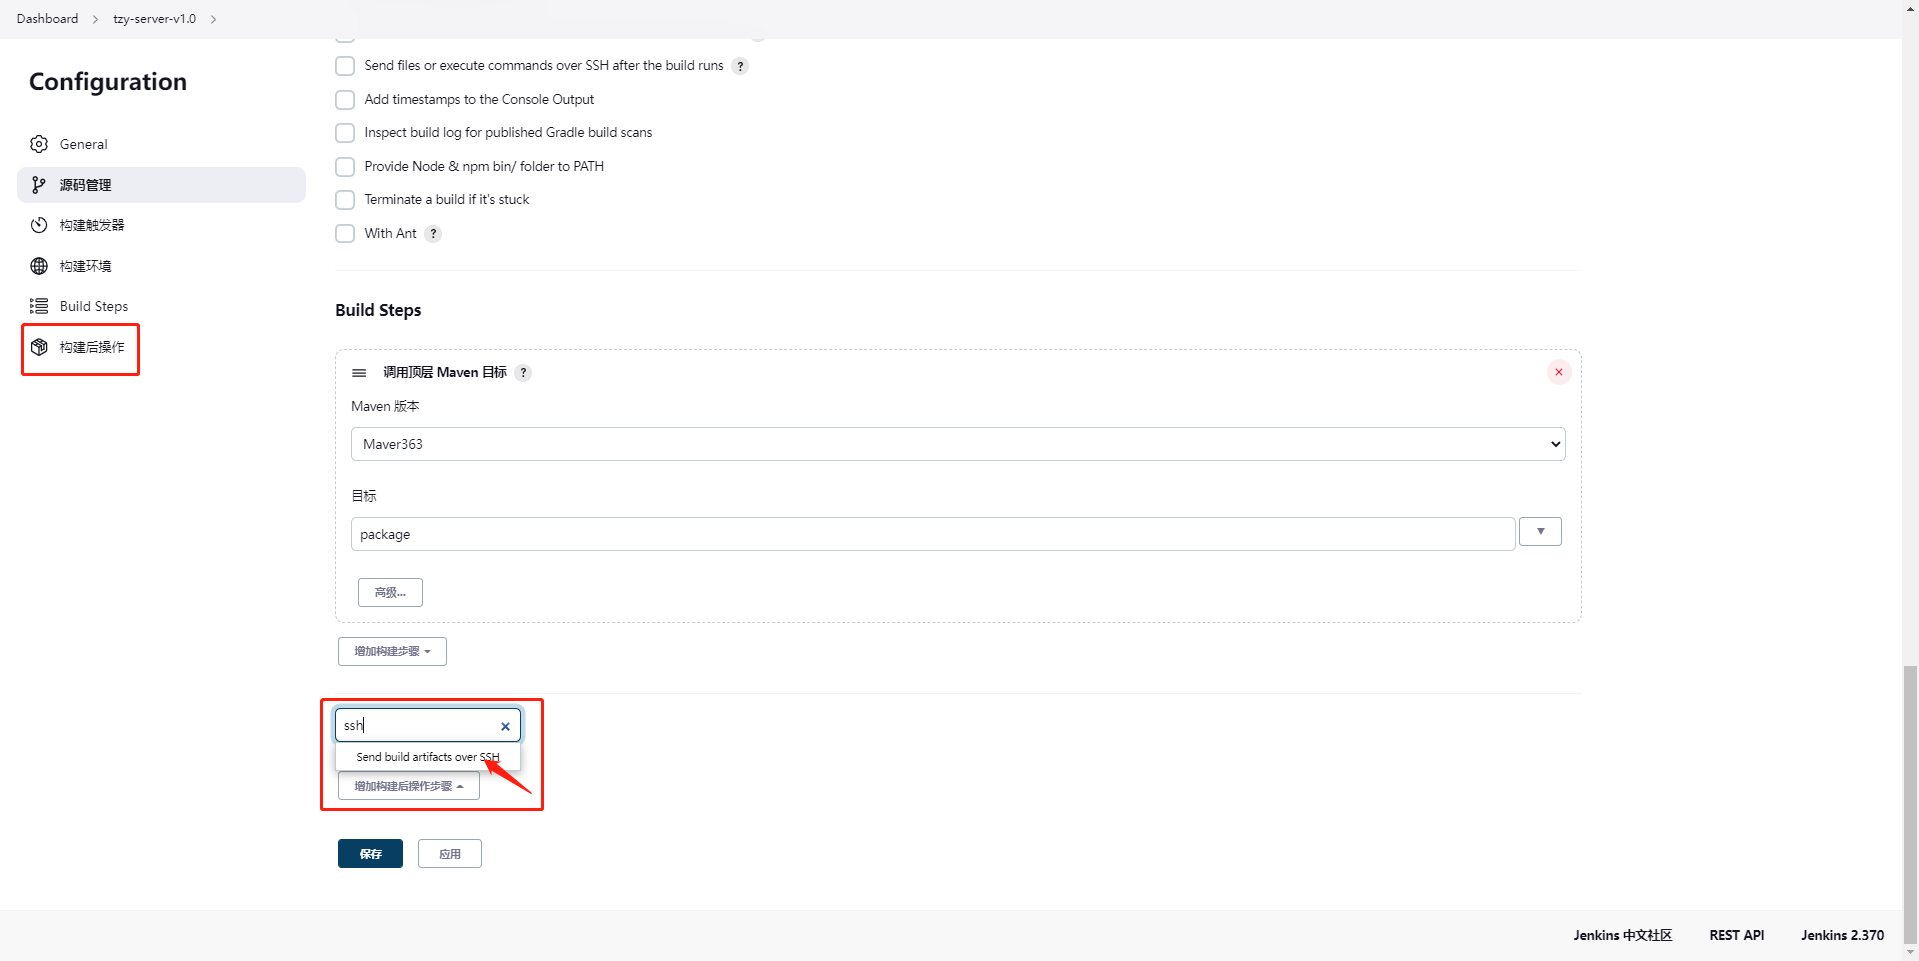 Dashboard > tzy-server-v1.0 >
Configuration
General
源码管理
构建触发器
构建环境
Build Steps
构建后操作
Send files or execute commands over SSH after the build runs ?
Add timestamps to the Console Output
Inspect build log for published Gradle build scans
Provide Node & npm bin/ folder to PATH
Terminate a build if it's stuck
With Ant ?
Build Steps
调用顶层 Maven 目标 ?
Maven 版本
Maver363
目标
package
高级...
增加构建步骤
ssh
Send build artifacts over SSH
增加构建后操作步骤
保存 应用
Jenkins 中文社区 REST API Jenkins 2.370